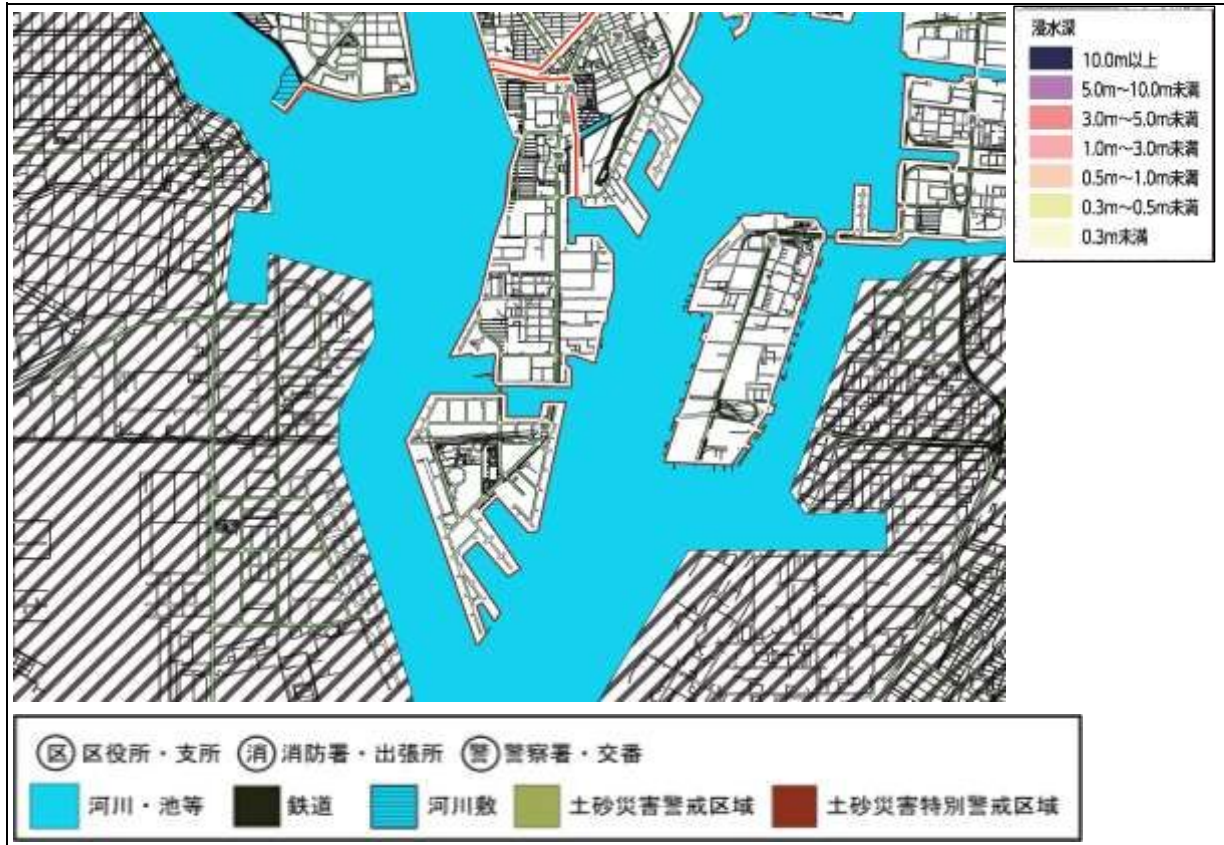 浸水深
10.0m以上
5.0m～10.0m未満
3.0m～5.0m未満
1.0m～3.0m未満
0.5m～1.0m未満
0.3m～0.5m未満
0.3m未満
区 区役所・支所 消 消防署・出張所 警 警察署・交番
河川・池等 鉄道 河川敷 土砂災害警戒区域 土砂災害特別警戒区域